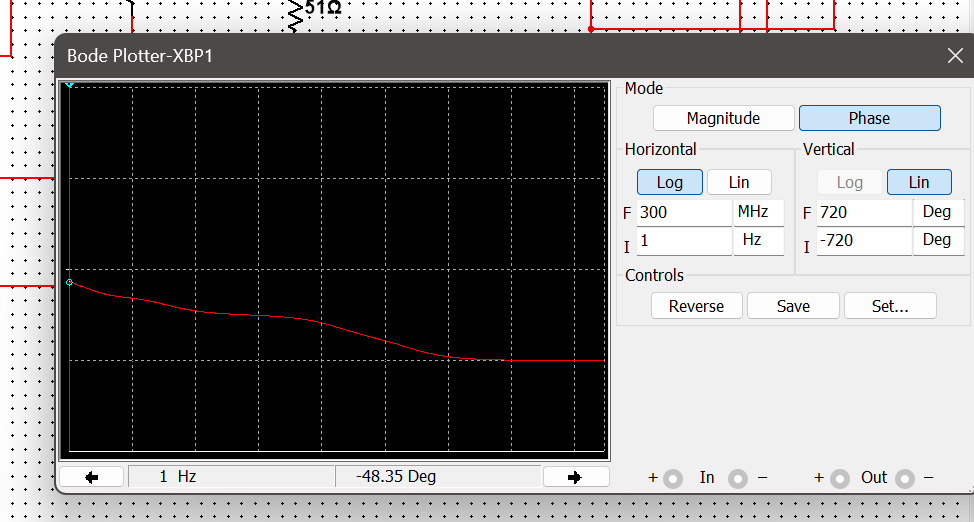 51Ω
Bode Plotter-XBP1
Mode
Magnitude Phase
Horizontal Vertical
Log Lin Log Lin
F 300 MHz F 720 Deg
I 1 Hz I -720 Deg
Controls
Reverse Save Set...
1 Hz -48.35 Deg + In − + Out −